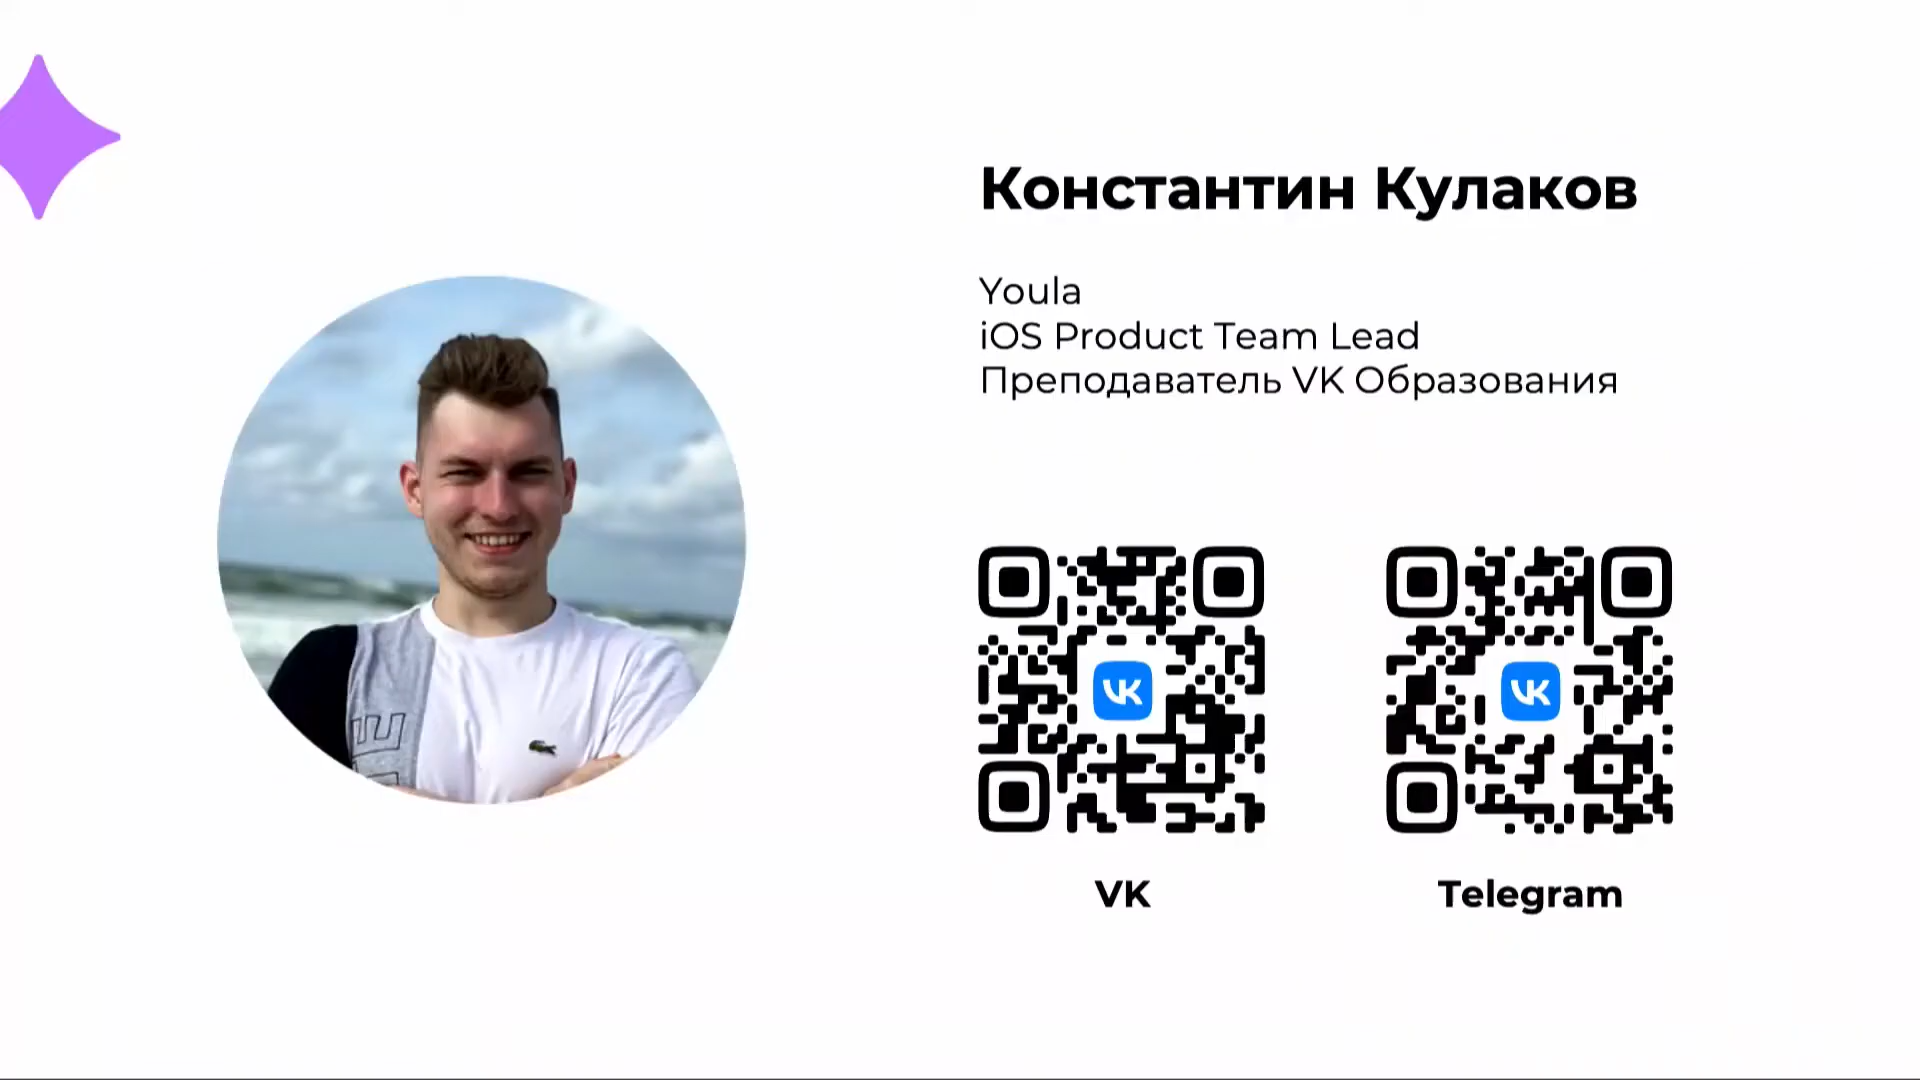 Константин Кулаков
Youla
iOS Product Team Lead
Преподаватель VK Образования
VK
VK
VK
Telegram